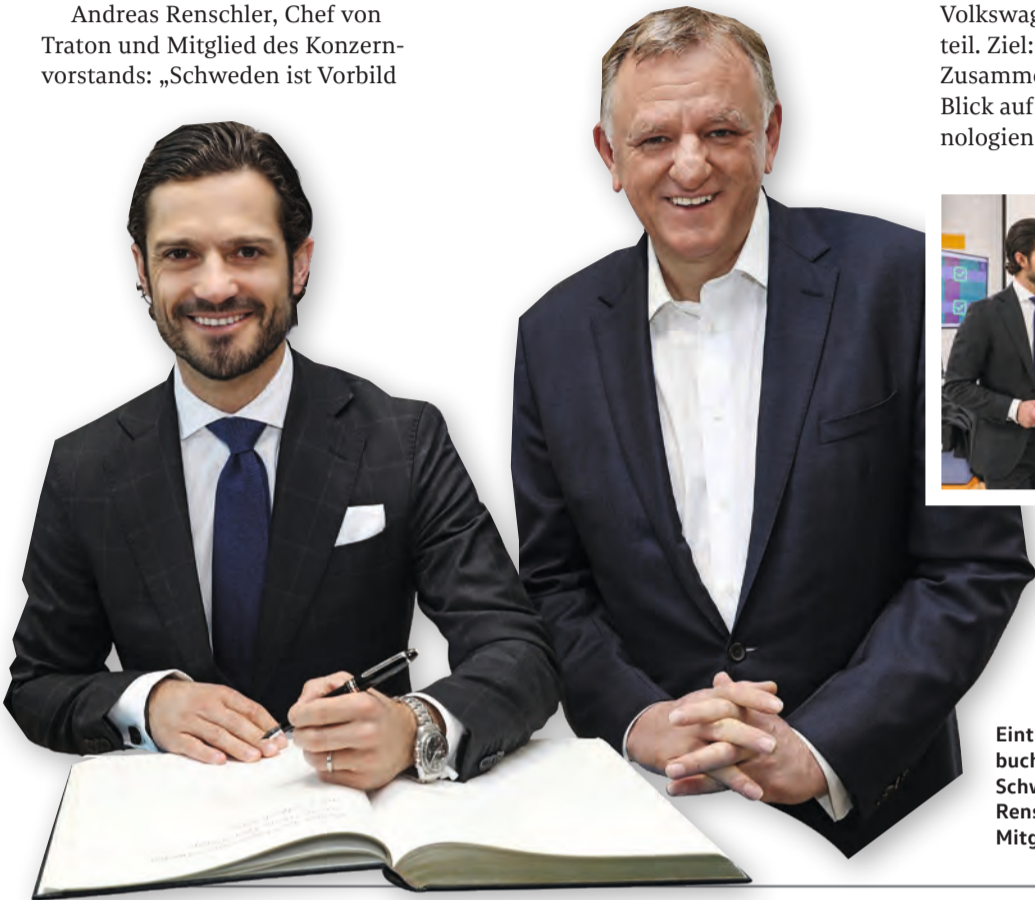 Andreas Renschler, Chef von
Traton und Mitglied des Konzern-
vorstands: „Schweden ist Vorbild
Volkswag
teil. Ziel:
Zusamme
Blick auf
nologien
Eint
buch
Schw
Rens
Mitg